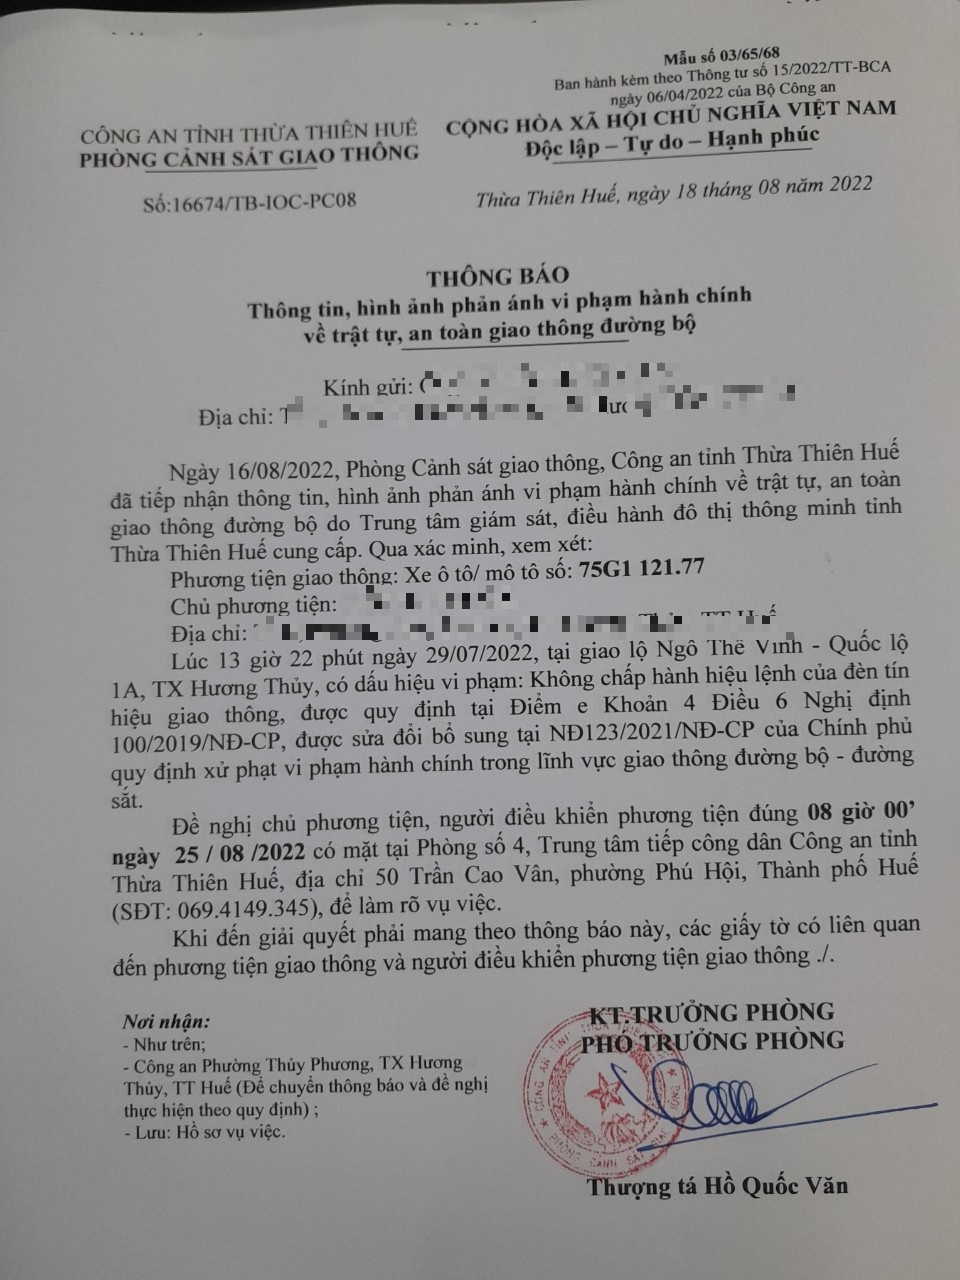 Mẫu số 03/65/68
Ban hành kèm theo Thông tư số 15/2022/TT-BCA
ngày 06/04/2022 của Bộ Công an
CÔNG AN TỈNH THỪA THIÊN HUẾ
PHÒNG CẢNH SÁT GIAO THÔNG
CỘNG HÒA XÃ HỘI CHỦ NGHĨA VIỆT NAM
Độc lập – Tự do – Hạnh phúc
Số:16674/TB-IOC-PC08
Thừa Thiên Huế, ngày 18 tháng 08 năm 2022
THÔNG BÁO
Thông tin, hình ảnh phản ánh vi phạm hành chính
về trật tự, an toàn giao thông đường bộ
Kính gửi:
Địa chỉ:
Ngày 16/08/2022, Phòng Cảnh sát giao thông, Công an tỉnh Thừa Thiên Huế
đã tiếp nhận thông tin, hình ảnh phản ánh vi phạm hành chính về trật tự, an toàn
giao thông đường bộ do Trung tâm giám sát, điều hành đô thị thông minh tỉnh
Thừa Thiên Huế cung cấp. Qua xác minh, xem xét:
Phương tiện giao thông: Xe ô tô/ mô tô số: 75G1 121.77
Chủ phương tiện:
Địa chỉ:
Lúc 13 giờ 22 phút ngày 29/07/2022, tại giao lộ Ngô Thế Vinh - Quốc lộ
1A, TX Hương Thủy, có dấu hiệu vi phạm: Không chấp hành hiệu lệnh của đèn tín
hiệu giao thông, được quy định tại Điểm e Khoản 4 Điều 6 Nghị định
100/2019/NĐ-CP, được sửa đổi bổ sung tại NĐ123/2021/NĐ-CP của Chính phủ
quy định xử phạt vi phạm hành chính trong lĩnh vực giao thông đường bộ - đường
sắt.
Đề nghị chủ phương tiện, người điều khiển phương tiện đúng 08 giờ 00’
ngày 25 / 08 /2022 có mặt tại Phòng số 4, Trung tâm tiếp công dân Công an tỉnh
Thừa Thiên Huế, địa chỉ 50 Trần Cao Vân, phường Phú Hội, Thành phố Huế
(SĐT: 069.4149.345), để làm rõ vụ việc.
Khi đến giải quyết phải mang theo thông báo này, các giấy tờ có liên quan
đến phương tiện giao thông và người điều khiển phương tiện giao thông ./.
Nơi nhận:
- Như trên;
- Công an Phường Thủy Phương, TX Hương
Thủy, TT Huế (Để chuyển thông báo và đề nghị
thực hiện theo quy định) ;
- Lưu: Hồ sơ vụ việc.
KT.TRƯỞNG PHÒNG
PHÓ TRƯỞNG PHÒNG
Thượng tá Hồ Quốc Văn